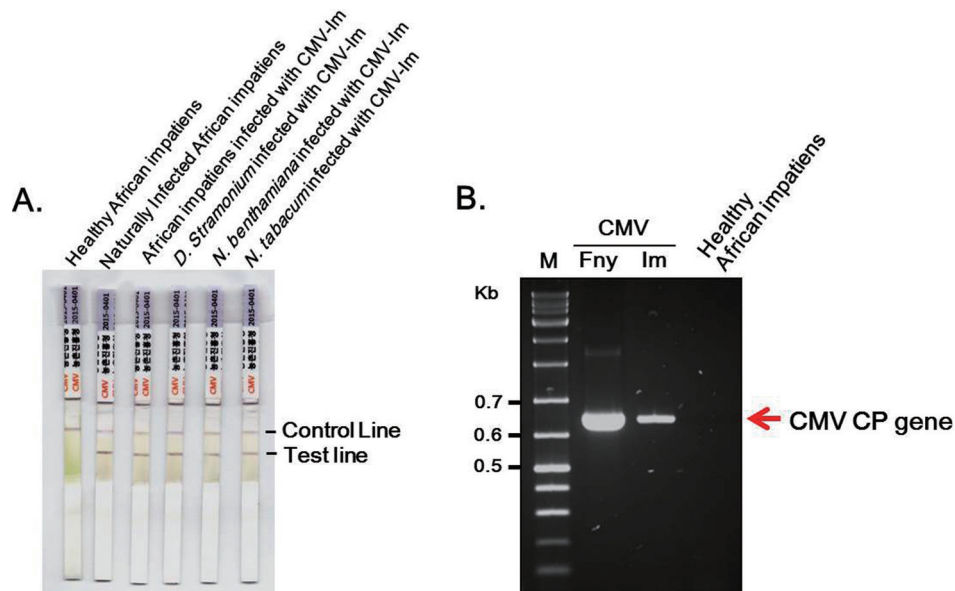 A.
Healthy African impatiens
Naturally Infected African impatiens
African impatiens infected with CMV-Im
D. Stramonium infected with CMV-Im
N. benthamiana infected with CMV-Im
N. tabacum infected with CMV-Im
2015-0401
2015-0401
2015-0401
2015-0401
2015-0401
2015-0401
CMV CMV
CMV
CMV CMV
CMV
CMV
CMV
Control Line
Test line
B.
CMV
Healthy
African impatiens
M Fny Im
Kb
0.7
0.6
0.5
CMV CP gene